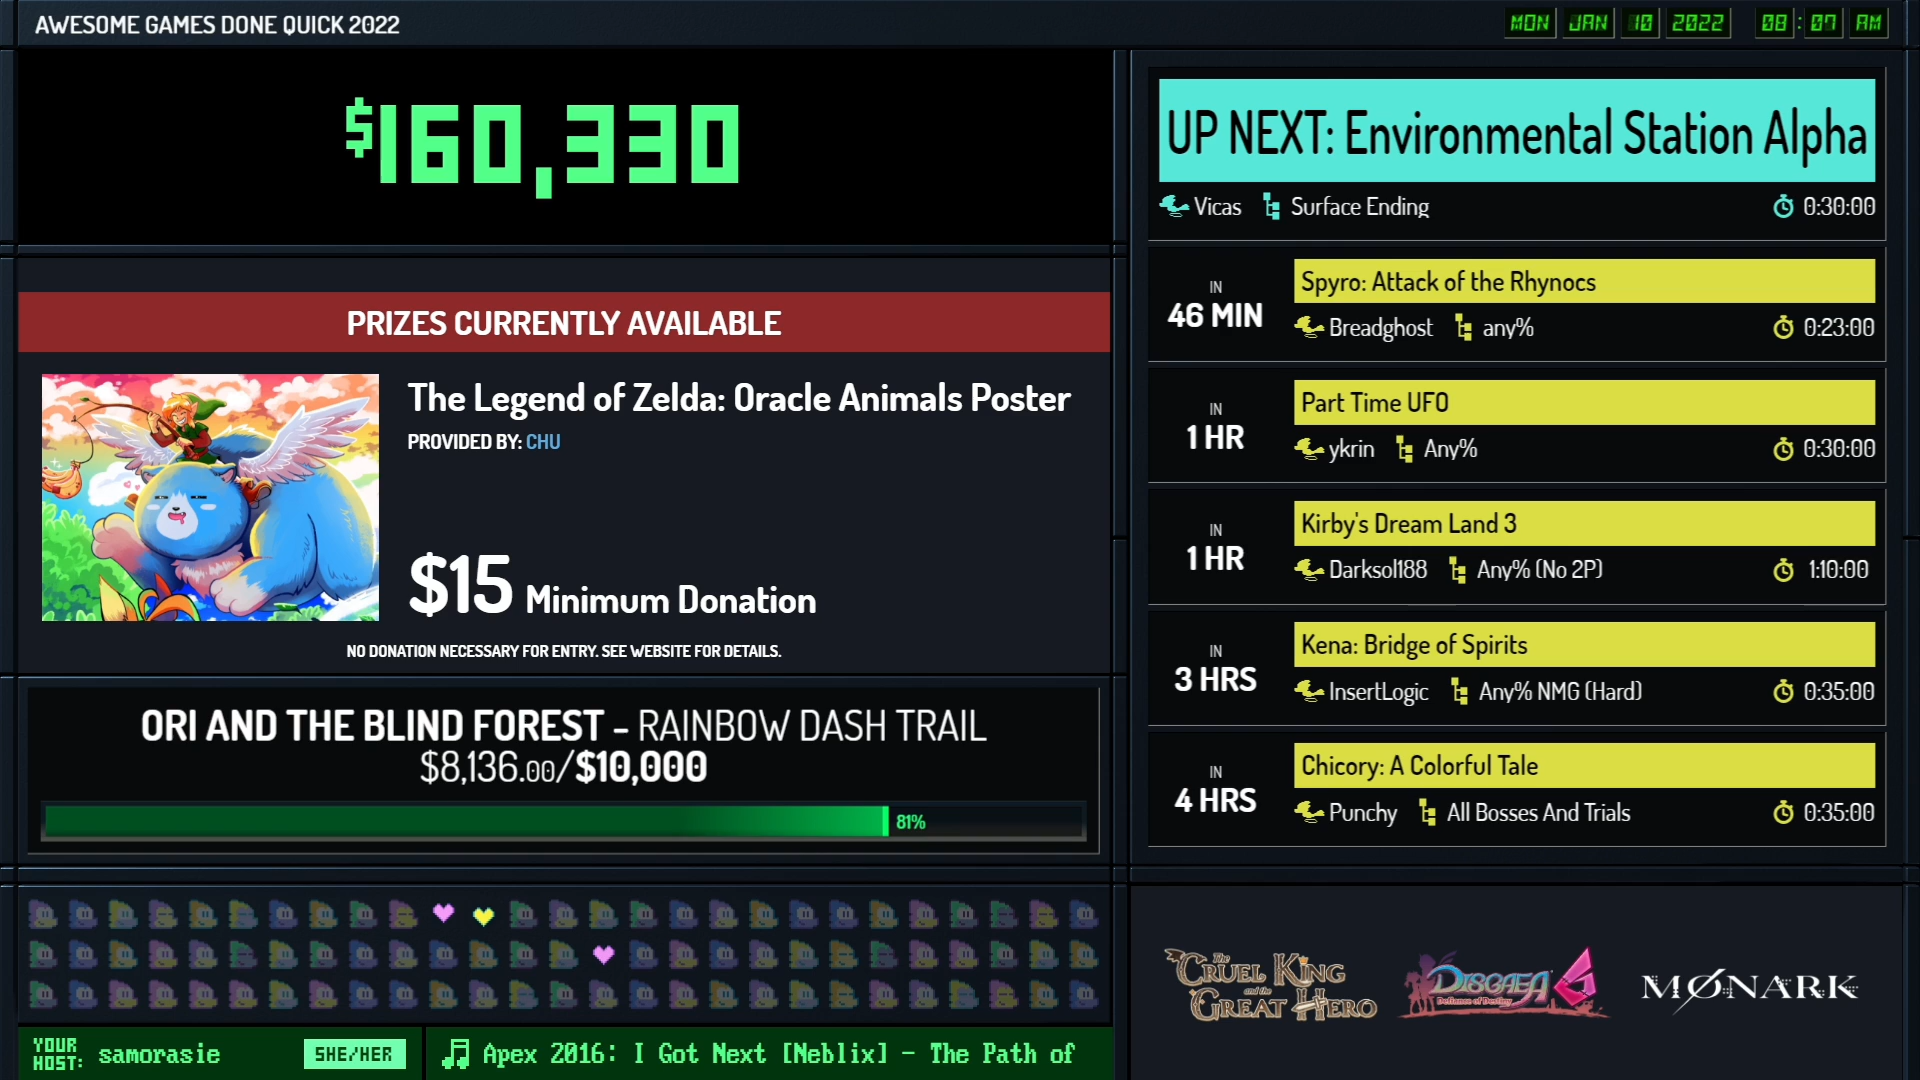 AWESOME GAMES DONE QUICK 2022
MON JAN 10 2022 08:07 AM
$160,330
PRIZES CURRENTLY AVAILABLE
The Legend of Zelda: Oracle Animals Poster
PROVIDED BY: CHU
$15 Minimum Donation
NO DONATION NECESSARY FOR ENTRY. SEE WEBSITE FOR DETAILS.
ORI AND THE BLIND FOREST - RAINBOW DASH TRAIL
$8,136.00/$10,000
81%
YOUR HOST: samorasie SHE/HER
Apex 2016: I Got Next [Neblix] - The Path of
UP NEXT: Environmental Station Alpha
Vicas Surface Ending 0:30:00
IN 46 MIN
Spyro: Attack of the Rhynocs
Breadghost any% 0:23:00
IN 1 HR
Part Time UFO
ykrin Any% 0:30:00
IN 1 HR
Kirby's Dream Land 3
Darksol188 Any% (No 2P) 1:10:00
IN 3 HRS
Kena: Bridge of Spirits
InsertLogic Any% NMG (Hard) 0:35:00
IN 4 HRS
Chicory: A Colorful Tale
Punchy All Bosses And Trials 0:35:00
The Cruel King and the Great Hero
DISGAEA 6
Defiance of Destiny
MØNARK